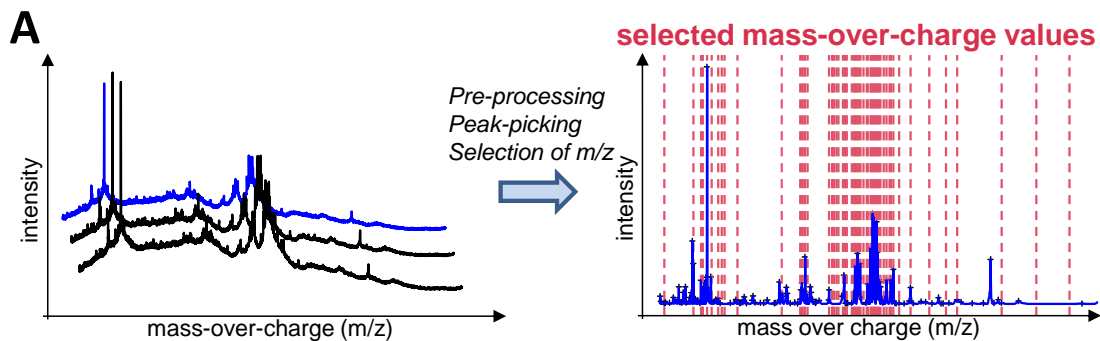 A
selected mass-over-charge values
Pre-processing
Peak-picking
Selection of m/z
intensity
mass-over-charge (m/z)
intensity
mass over charge (m/z)